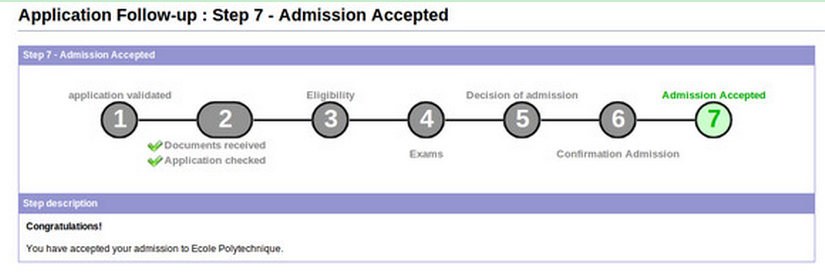 Application Follow-up : Step 7 - Admission Accepted
Step 7 - Admission Accepted
application validated
Eligibility
Decision of admission
Admission Accepted
1 2 3 4 5 6 7
Documents received
Application checked
Exams
Confirmation Admission
Step description
Congratulations!
You have accepted your admission to Ecole Polytechnique.